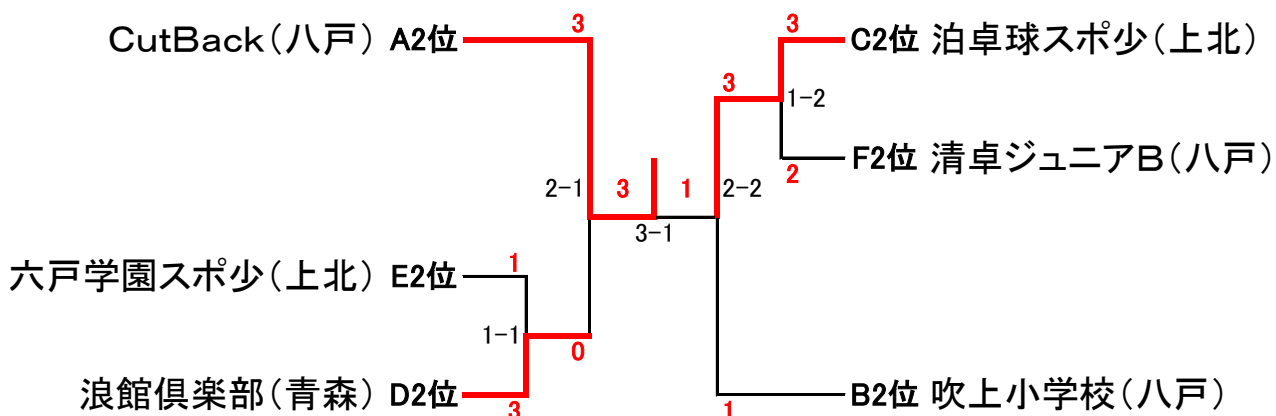 3
3
CutBack(八戸) A2位
C2位 泊卓球スポ少(上北)
3
1-2
F2位 清卓ジュニアB(八戸)
2
2-1
3
1
2-2
3-1
1
六戸学園スポ少(上北) E2位
1-1
0
浪館倶楽部(青森) D2位
B2位 吹上小学校(八戸)
3
1